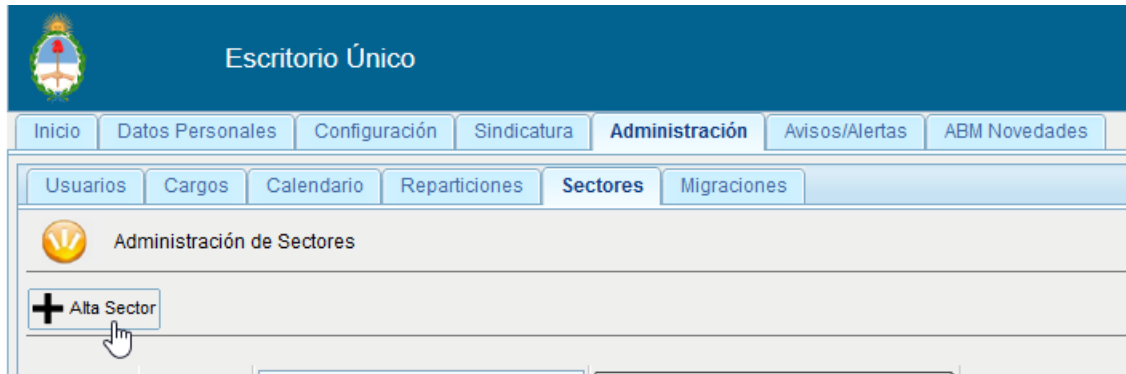 Escritorio Único
Inicio Datos Personales Configuración Sindicatura Administración Avisos/Alertas ABM Novedades
Usuarios Cargos Calendario Reparticiones Sectores Migraciones
Administración de Sectores
Alta Sector